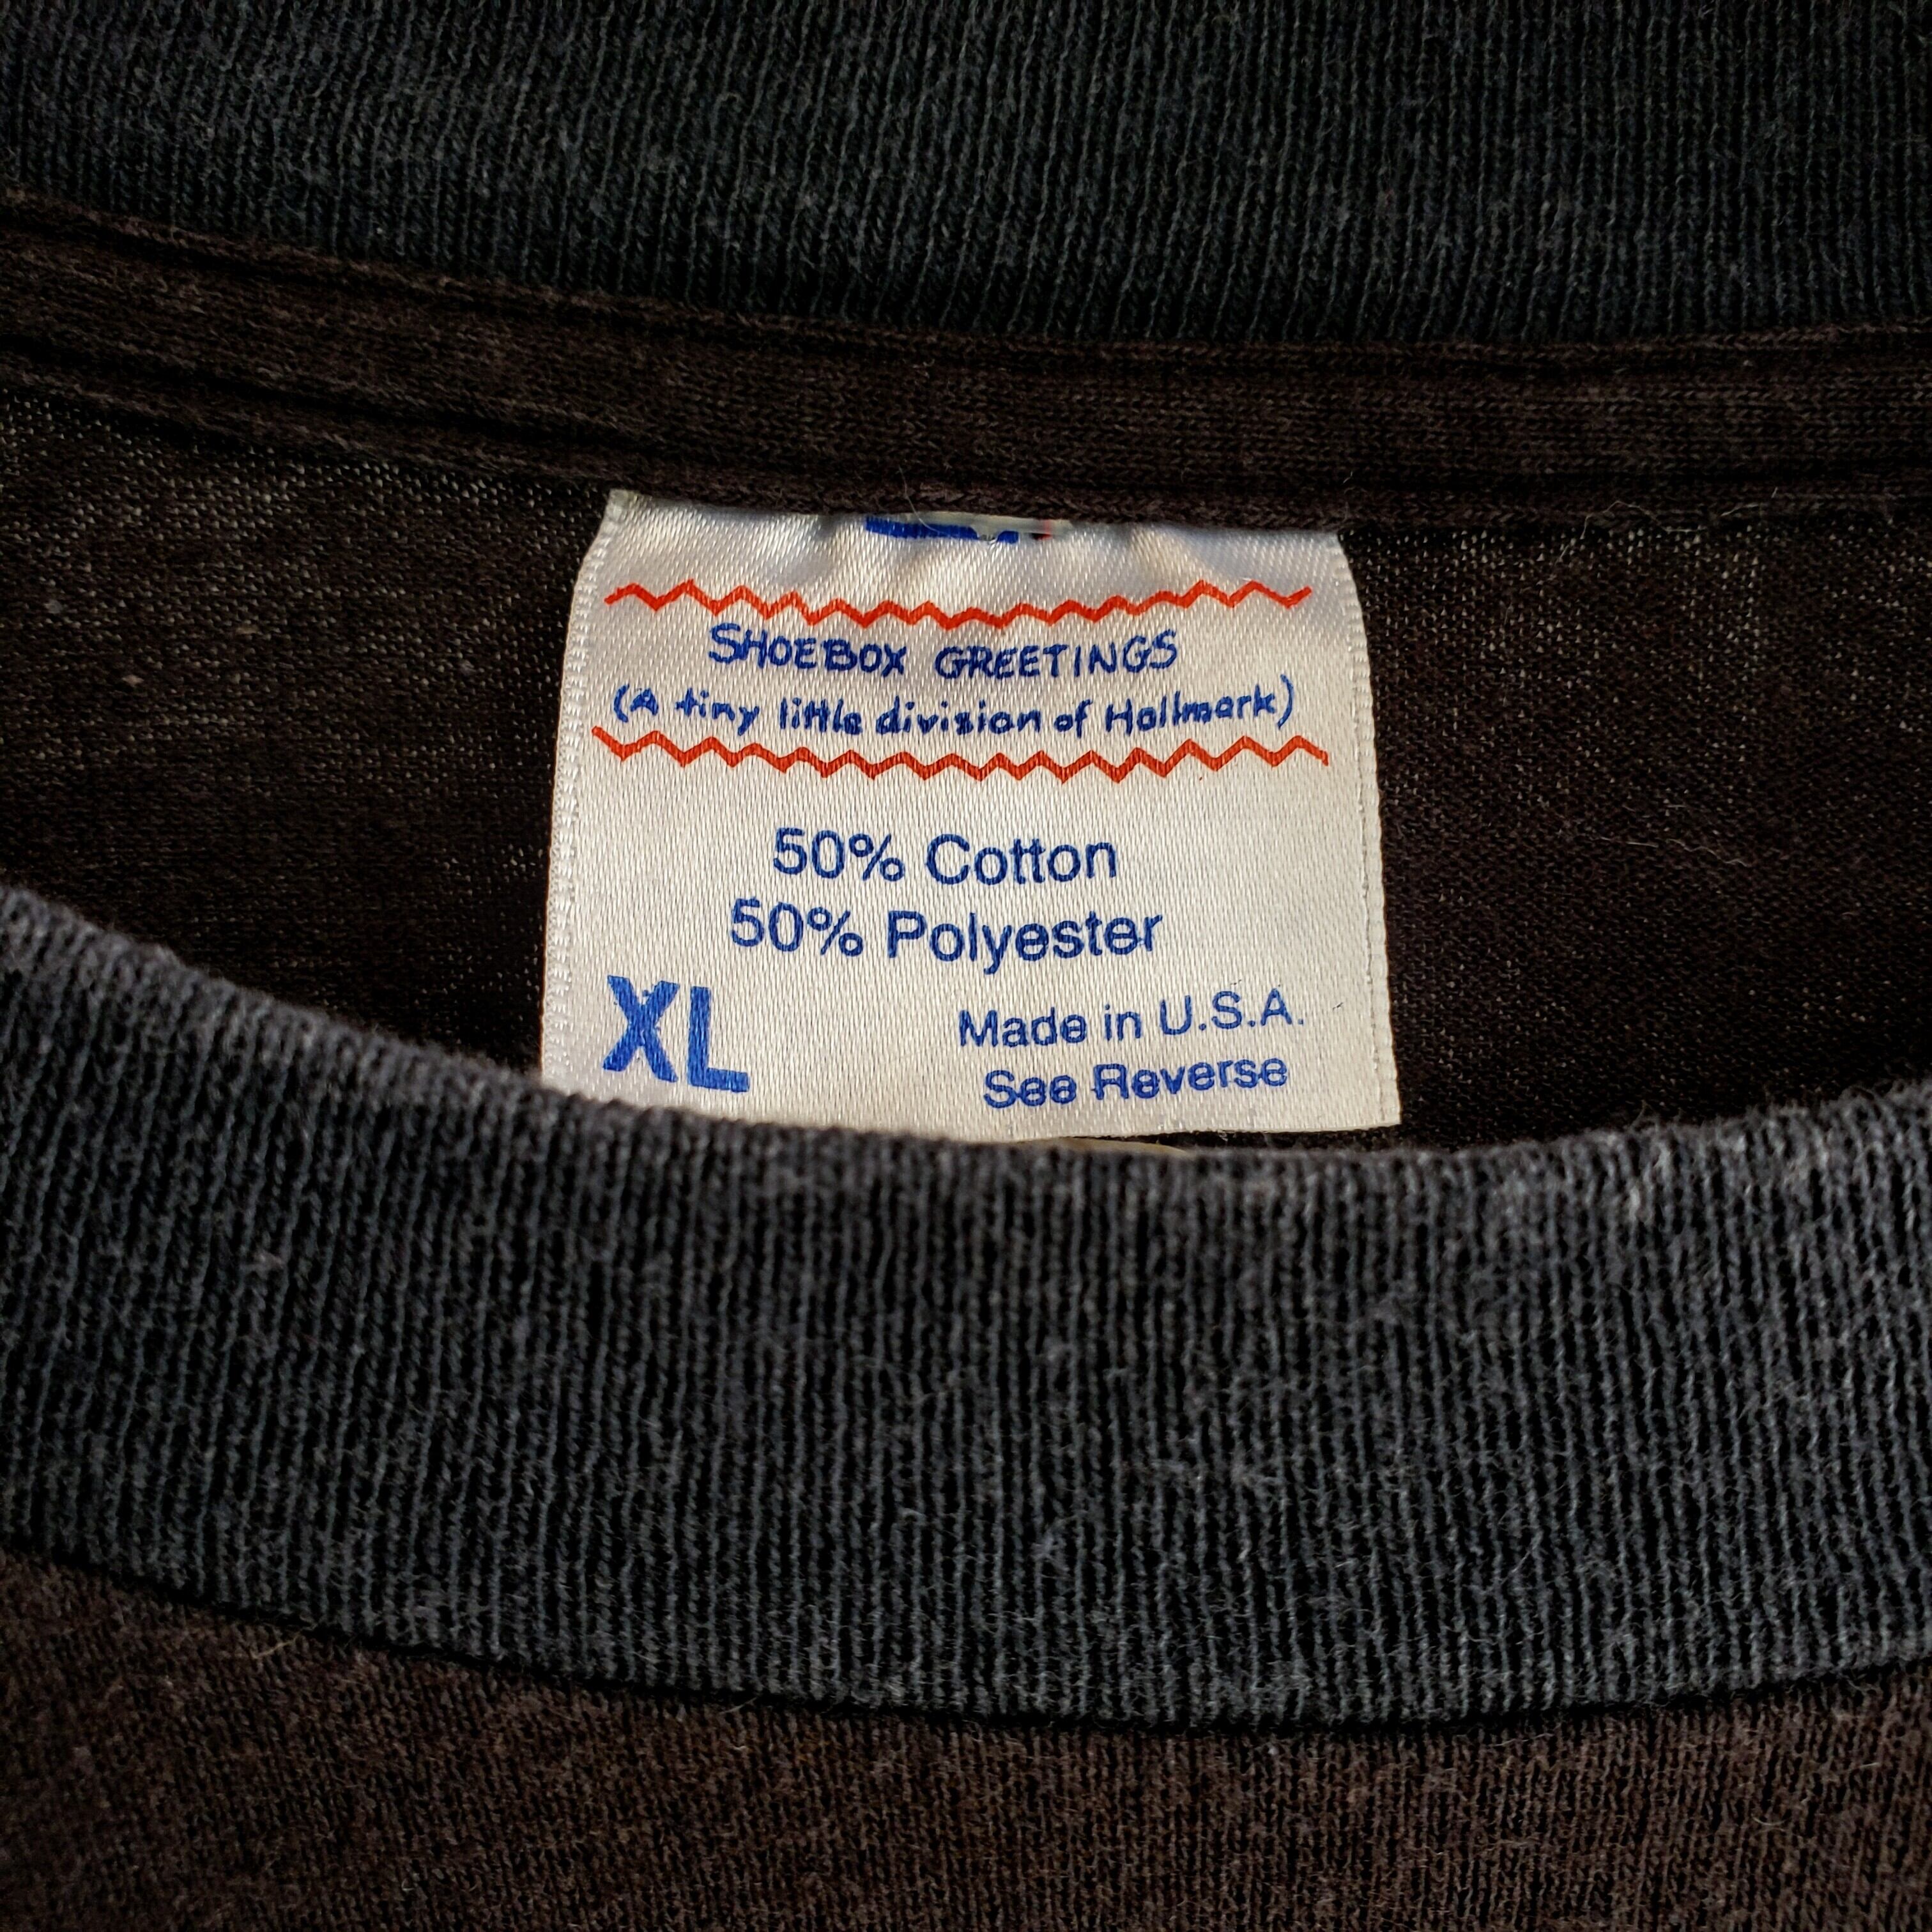 SHOEBOX GREETINGS
(A tiny little division of Hallmark)
50% Cotton
50% Polyester
XL
Made in U.S.A.
See Reverse